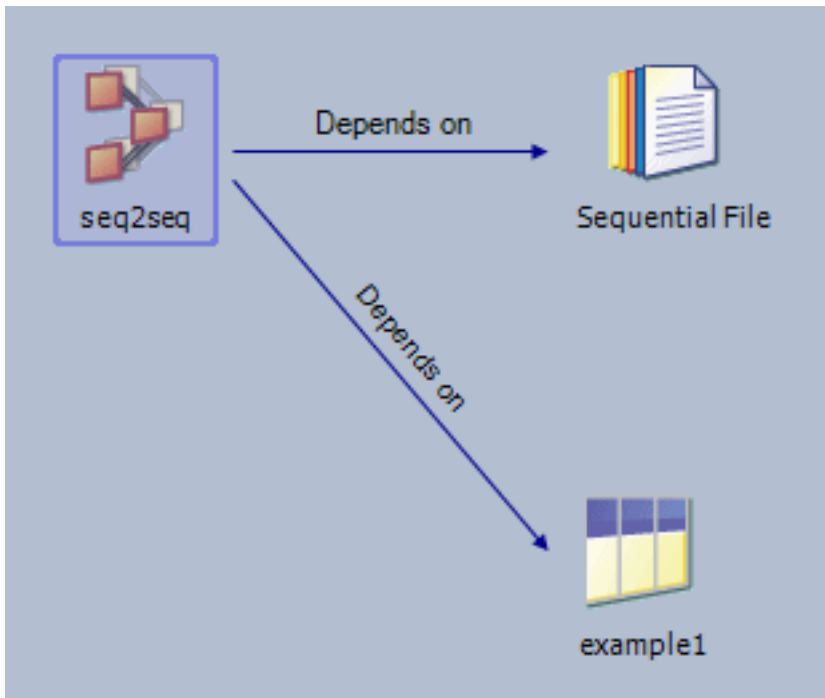 Depends on
seq2seq
Sequential File
Depends on
example1